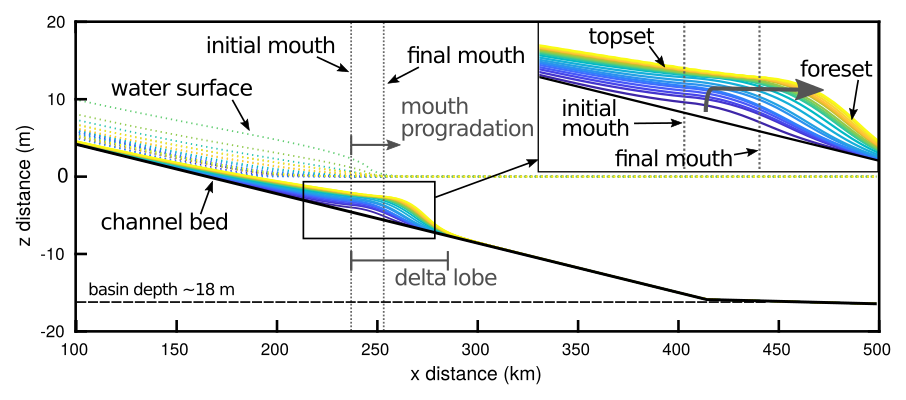 20
10
0
-10
-20
z distance (m)
initial mouth
final mouth
water surface
mouth
progradation
channel bed
delta lobe
basin depth ~18 m
topset
foreset
initial
mouth
final mouth
100
150
200
250
300
350
400
450
500
x distance (km)